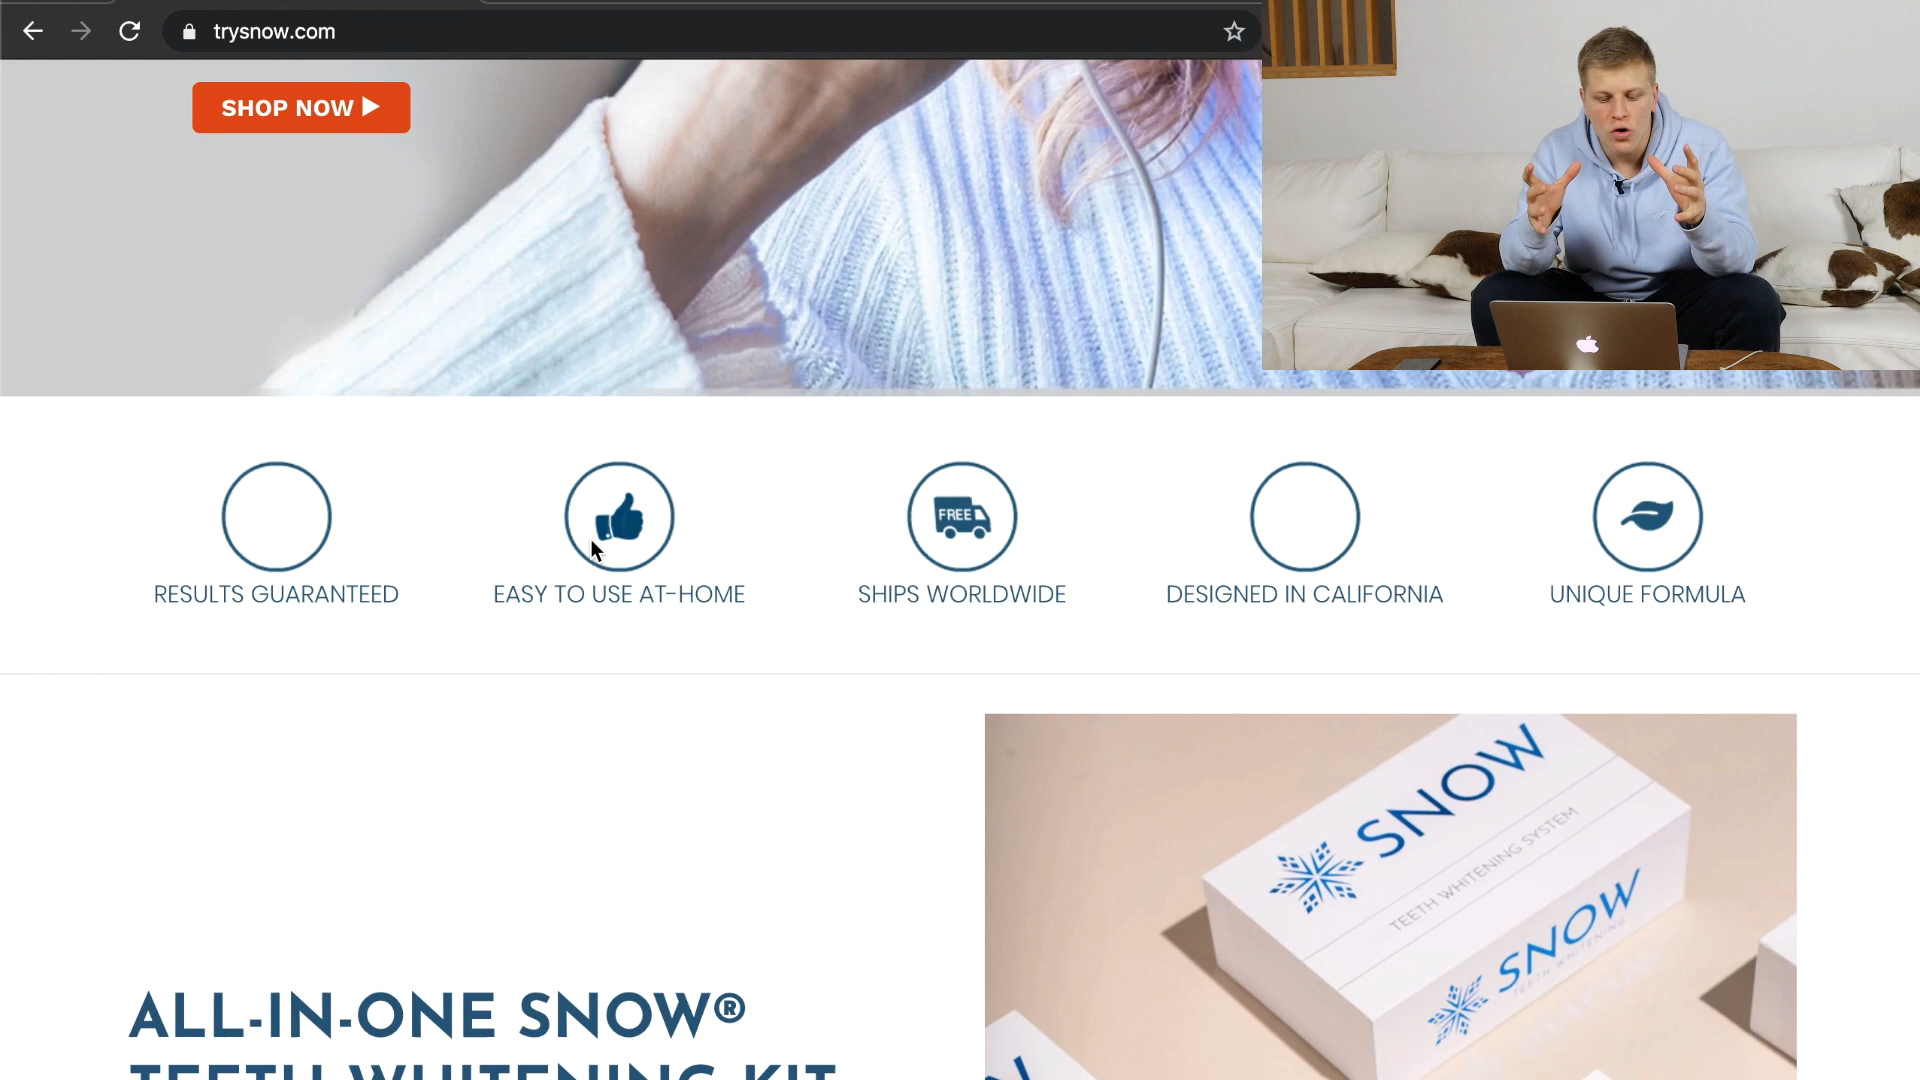 trysnow.com
SHOP NOW
FREE
RESULTS GUARANTEED
EASY TO USE AT-HOME
SHIPS WORLDWIDE
DESIGNED IN CALIFORNIA
UNIQUE FORMULA
SNOW
TEETH WHITENING SYSTEM
SNOW
TEETH WHITENING
ALL-IN-ONE SNOW®
TEETH WHITENING KIT